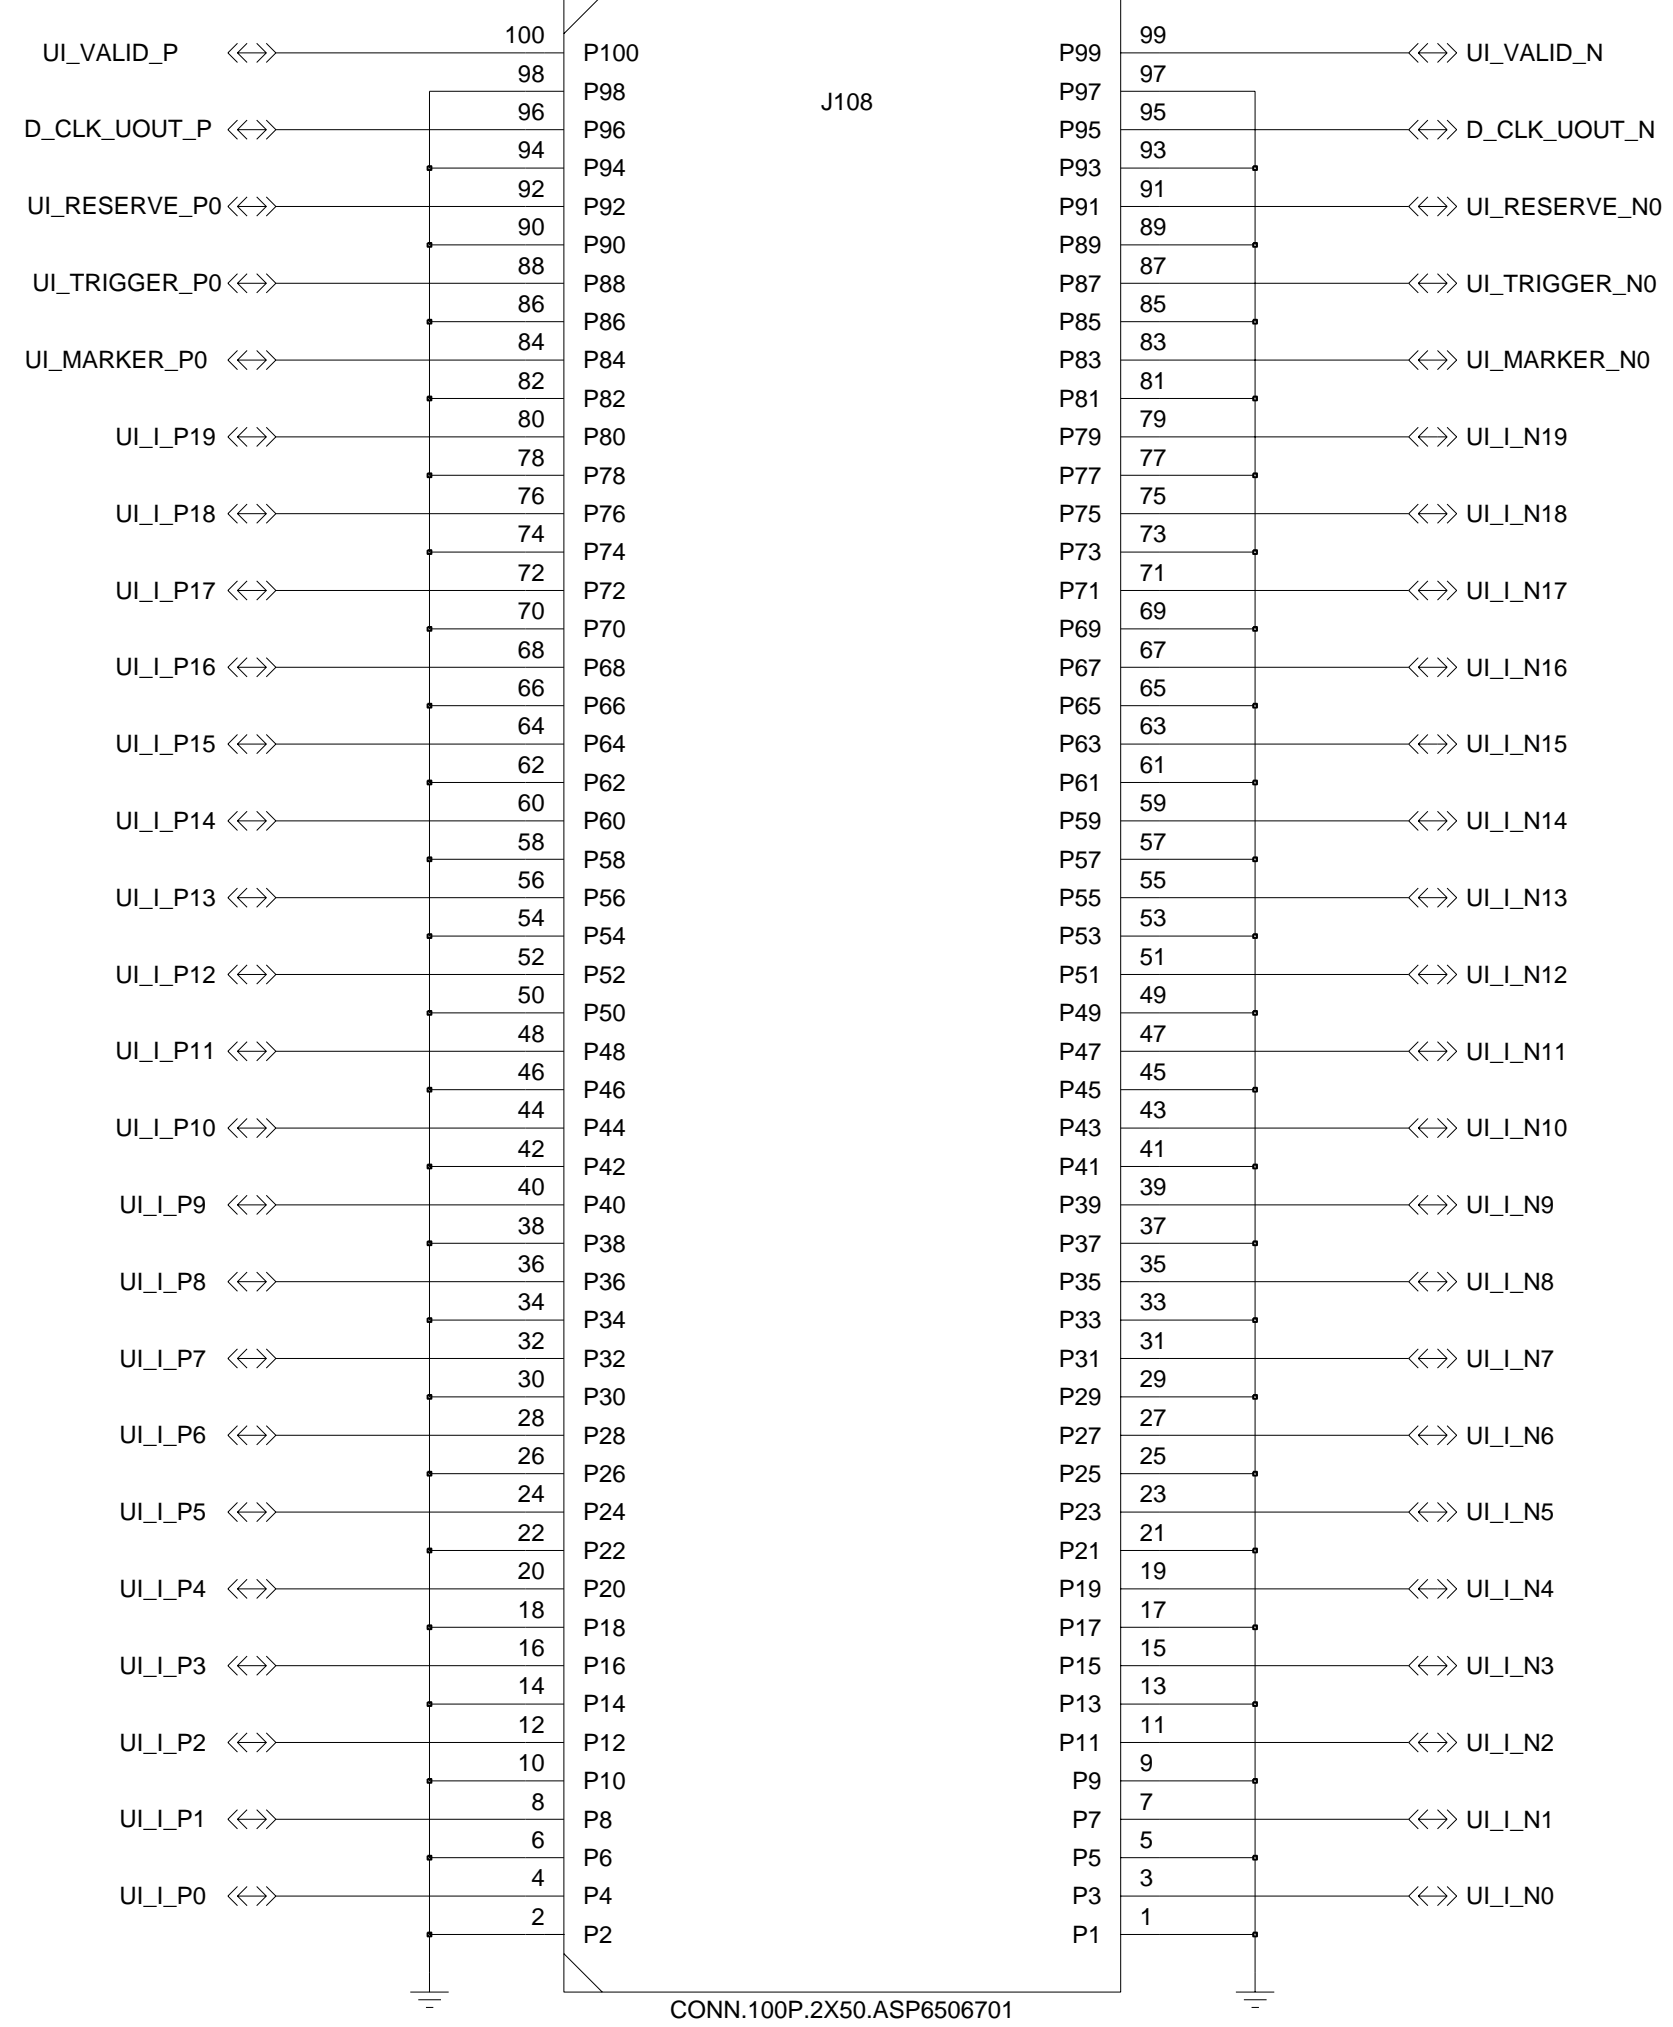 100 99
UI_VALID_P P100 P99 UI_VALID_N
98 97
P98 J108 P97
96 95
D_CLK_UOUT_P P96 P95 D_CLK_UOUT_N
94 93
P94 P93
92 91
UI_RESERVE_P0 P92 P91 UI_RESERVE_N0
90 89
P90 P89
88 87
UI_TRIGGER_P0 P88 P87 UI_TRIGGER_N0
86 85
P86 P85
84 83
UI_MARKER_P0 P84 P83 UI_MARKER_N0
82 81
P82 P81
80 79
UI_I_P19 P80 P79 UI_I_N19
78 77
P78 P77
76 75
UI_I_P18 P76 P75 UI_I_N18
74 73
P74 P73
72 71
UI_I_P17 P72 P71 UI_I_N17
70 69
P70 P69
68 67
UI_I_P16 P68 P67 UI_I_N16
66 65
P66 P65
64 63
UI_I_P15 P64 P63 UI_I_N15
62 61
P62 P61
60 59
UI_I_P14 P60 P59 UI_I_N14
58 57
P58 P57
56 55
UI_I_P13 P56 P55 UI_I_N13
54 53
P54 P53
52 51
UI_I_P12 P52 P51 UI_I_N12
50 49
P50 P49
48 47
UI_I_P11 P48 P47 UI_I_N11
46 45
P46 P45
44 43
UI_I_P10 P44 P43 UI_I_N10
42 41
P42 P41
40 39
UI_I_P9 P40 P39 UI_I_N9
38 37
P38 P37
36 35
UI_I_P8 P36 P35 UI_I_N8
34 33
P34 P33
32 31
UI_I_P7 P32 P31 UI_I_N7
30 29
P30 P29
28 27
UI_I_P6 P28 P27 UI_I_N6
26 25
P26 P25
24 23
UI_I_P5 P24 P23 UI_I_N5
22 21
P22 P21
20 19
UI_I_P4 P20 P19 UI_I_N4
18 17
P18 P17
16 15
UI_I_P3 P16 P15 UI_I_N3
14 13
P14 P13
12 11
UI_I_P2 P12 P11 UI_I_N2
10 9
P10 P9
8 7
UI_I_P1 P8 P7 UI_I_N1
6 5
P6 P5
4 3
UI_I_P0 P4 P3 UI_I_N0
2 1
P2 P1
CONN.100P.2X50.ASP6506701